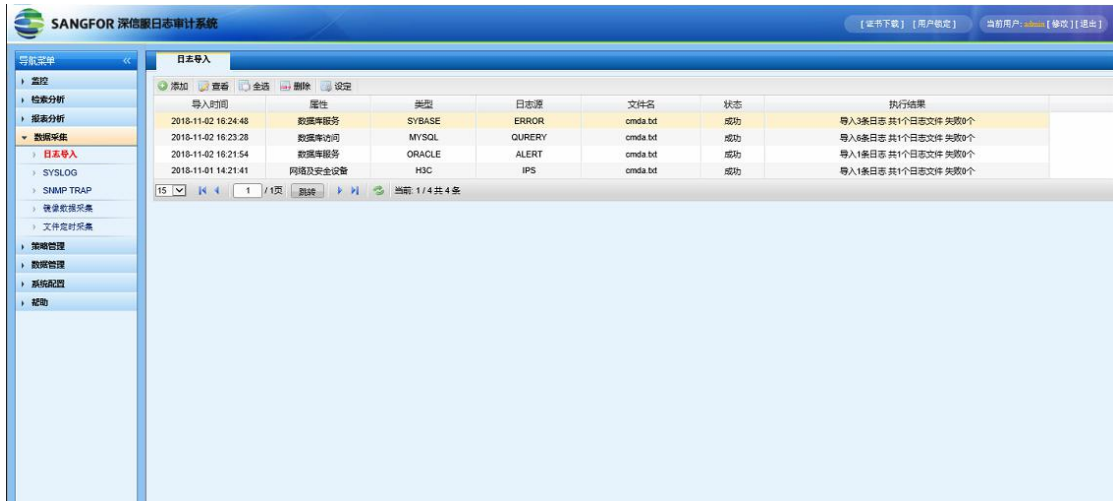 SANGFOR 深信服日志审计系统
[证书下载] [用户锁定] 当前用户: admin [修改][退出]
导航菜单 «
监控
检索分析
报表分析
数据采集
日志导入
SYSLOG
SNMP TRAP
镜像数据采集
文件定时采集
策略管理
数据管理
系统配置
帮助
日志导入
添加 查看 全选 删除 设定
导入时间 属性 类型 日志源 文件名 状态 执行结果
2018-11-02 16:24:48 数据库服务 SYBASE ERROR cmda.txt 成功 导入3条日志 共1个日志文件 失败0个
2018-11-02 16:23:28 数据库访问 MYSQL QURERY cmda.txt 成功 导入6条日志 共1个日志文件 失败0个
2018-11-02 16:21:54 数据库服务 ORACLE ALERT cmda.txt 成功 导入1条日志 共1个日志文件 失败0个
2018-11-01 14:21:41 网络及安全设备 H3C IPS cmda.txt 成功 导入1条日志 共1个日志文件 失败0个
15 1 /1页 跳转 当前: 1 / 4 共 4 条